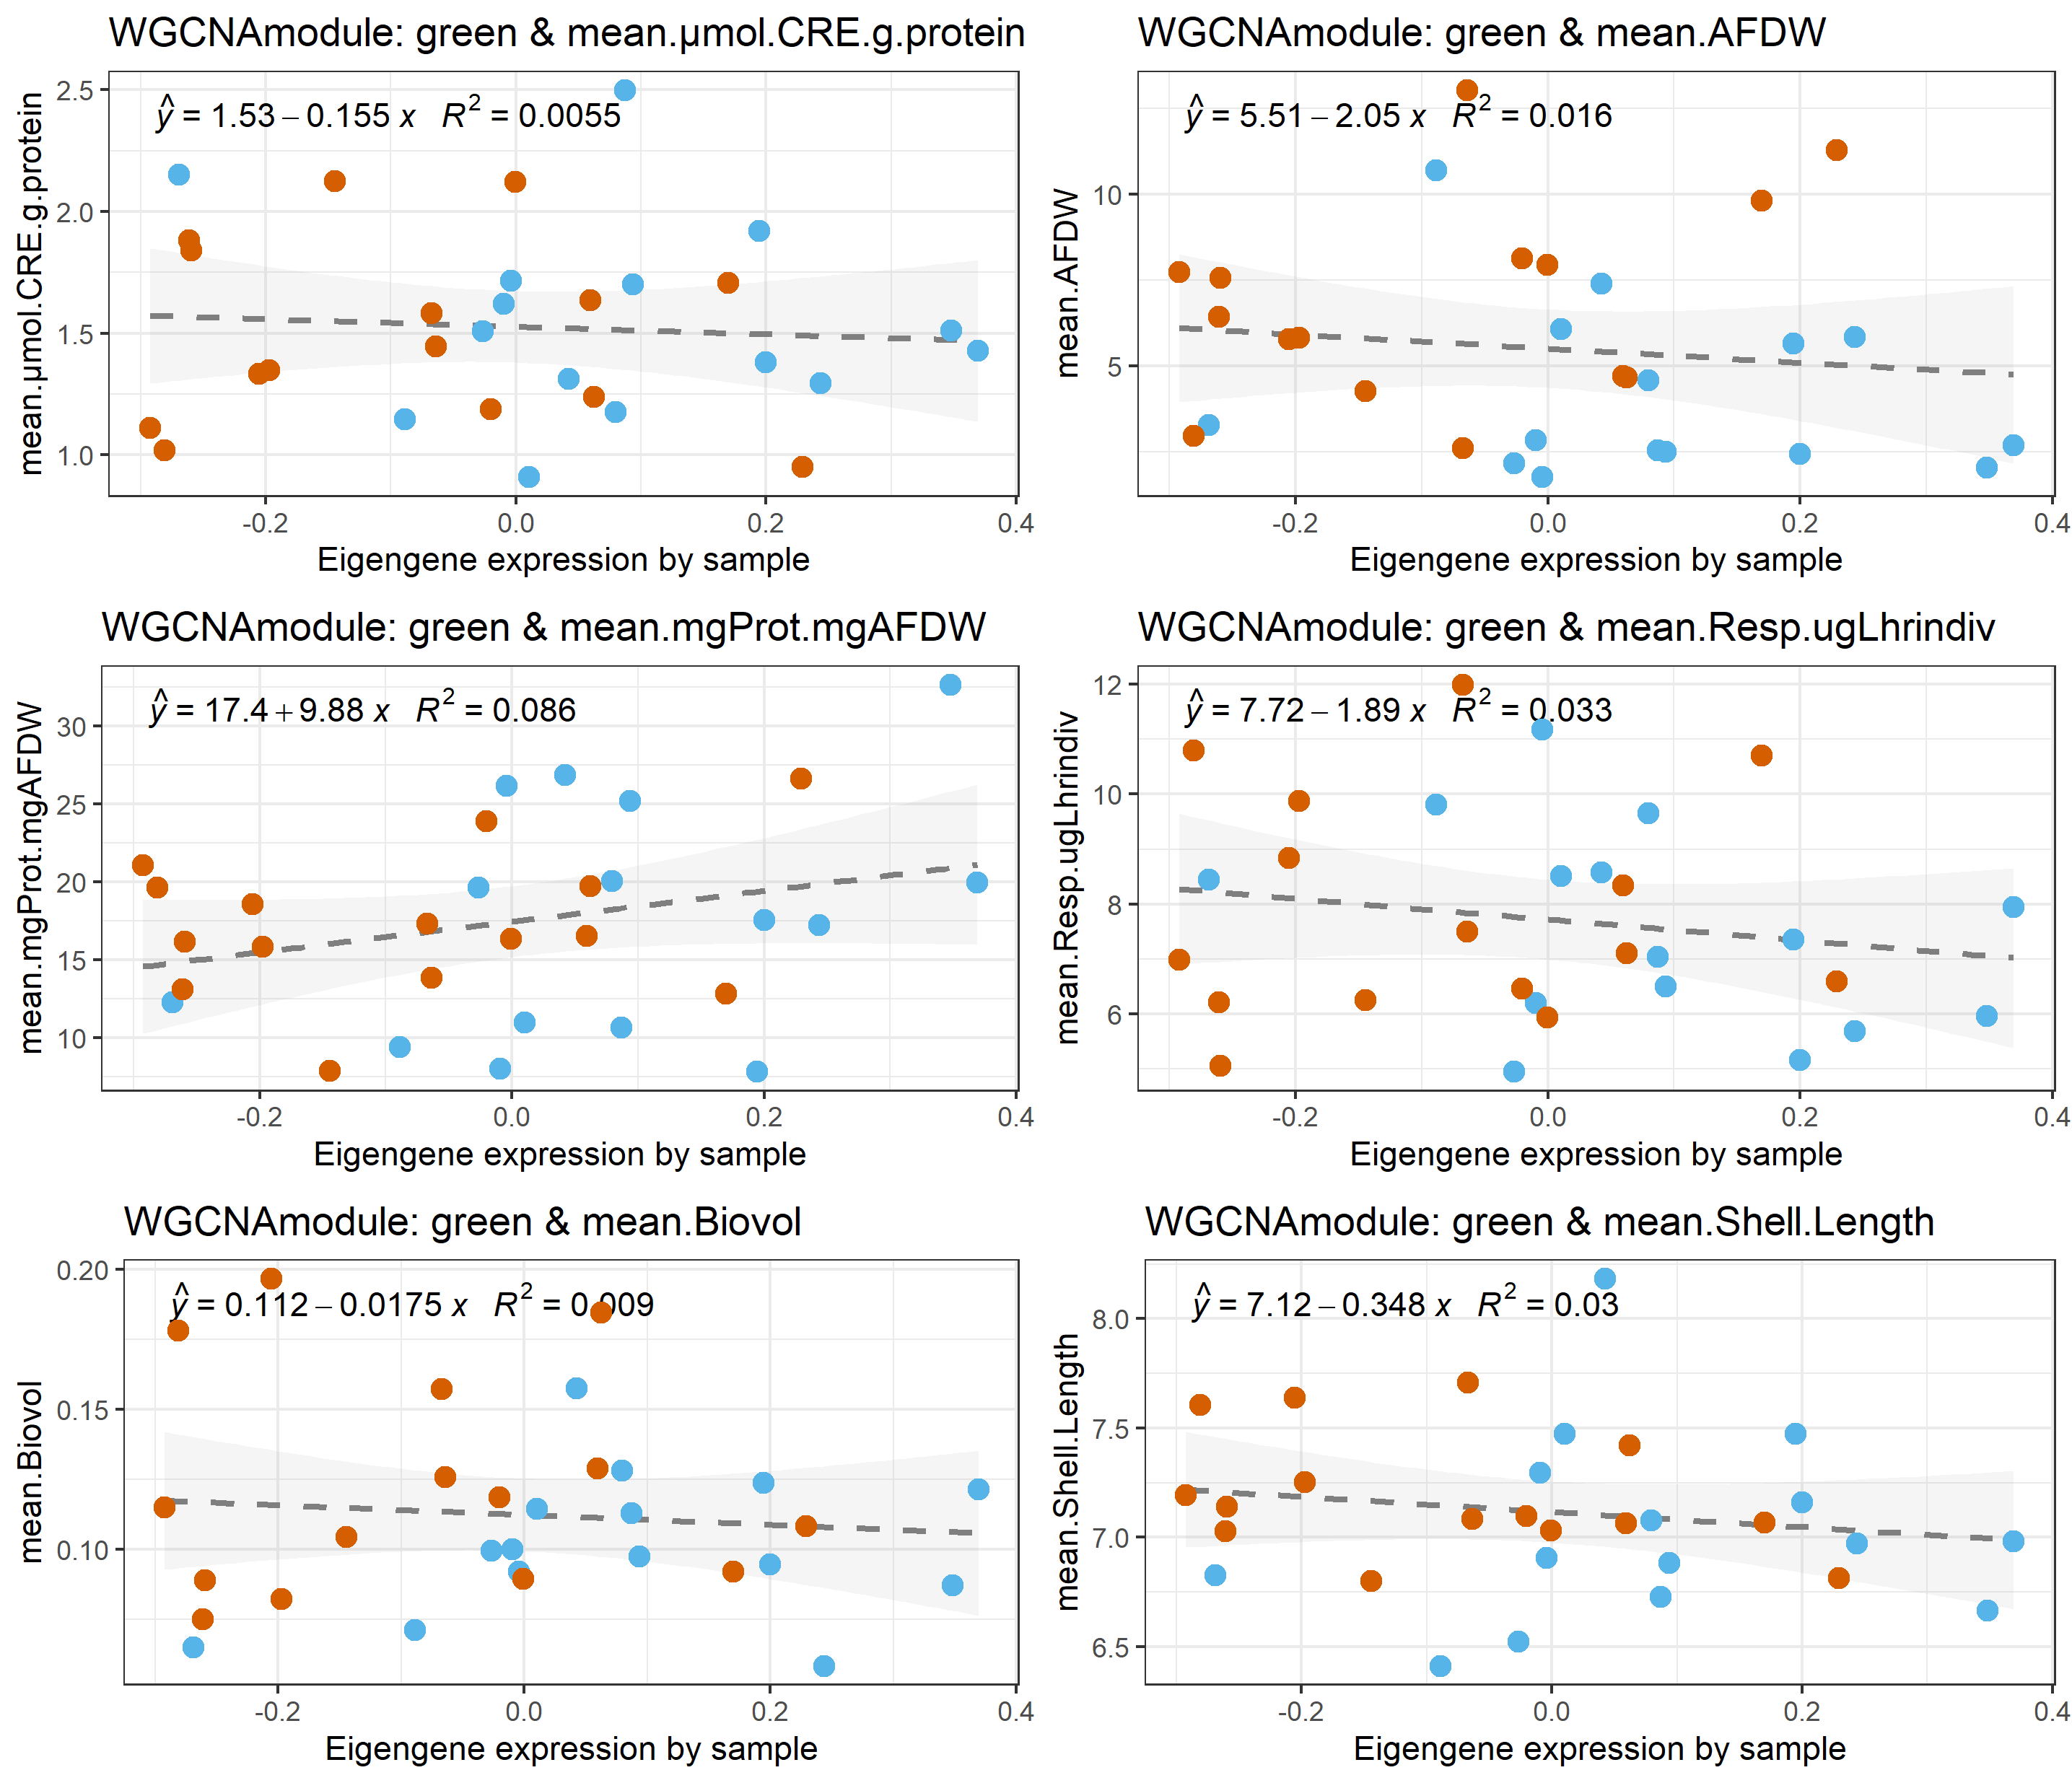 WGCNAmodule: green & mean.µmol.CRE.g.protein
ŷ = 1.53 − 0.155 x R² = 0.0055
2.5
2.0
1.5
1.0
mean.µmol.CRE.g.protein
-0.2 0.0 0.2 0.4
Eigengene expression by sample
WGCNAmodule: green & mean.AFDW
ŷ = 5.51 − 2.05 x R² = 0.016
10
5
mean.AFDW
-0.2 0.0 0.2 0.4
Eigengene expression by sample
WGCNAmodule: green & mean.mgProt.mgAFDW
ŷ = 17.4 + 9.88 x R² = 0.086
30
25
20
15
10
mean.mgProt.mgAFDW
-0.2 0.0 0.2 0.4
Eigengene expression by sample
WGCNAmodule: green & mean.Resp.ugLhrindiv
ŷ = 7.72 − 1.89 x R² = 0.033
12
10
8
6
mean.Resp.ugLhrindiv
-0.2 0.0 0.2 0.4
Eigengene expression by sample
WGCNAmodule: green & mean.Biovol
ŷ = 0.112 − 0.0175 x R² = 0.009
0.20
0.15
0.10
mean.Biovol
-0.2 0.0 0.2 0.4
Eigengene expression by sample
WGCNAmodule: green & mean.Shell.Length
ŷ = 7.12 − 0.348 x R² = 0.03
8.0
7.5
7.0
6.5
mean.Shell.Length
-0.2 0.0 0.2 0.4
Eigengene expression by sample